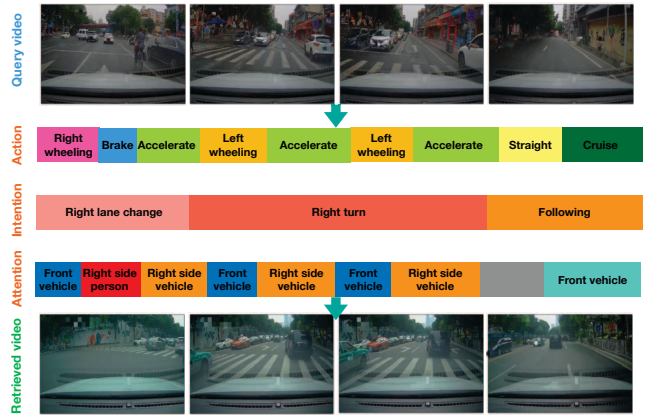 Query video
Action
Right
wheeling
Brake
Accelerate
Left
wheeling
Accelerate
Left
wheeling
Accelerate
Straight
Cruise
Intention
Right lane change
Right turn
Following
Attention
Front
vehicle
Right side
person
Right side
vehicle
Front
vehicle
Right side
vehicle
Front
vehicle
Right side
vehicle
Front vehicle
Retrieved video